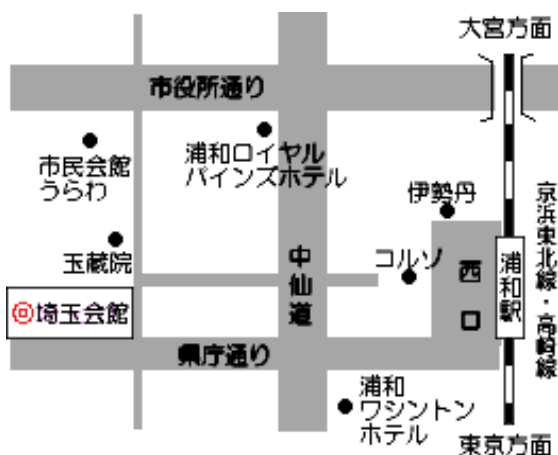 大宮方面
市役所通り
市民会館
うらわ
浦和ロイヤル
パインズホテル
伊勢丹
京浜東北線・高崎線
玉蔵院
中仙道
コルソ
西口
浦和駅
◎埼玉会館
県庁通り
浦和
ワシントン
ホテル
東京方面